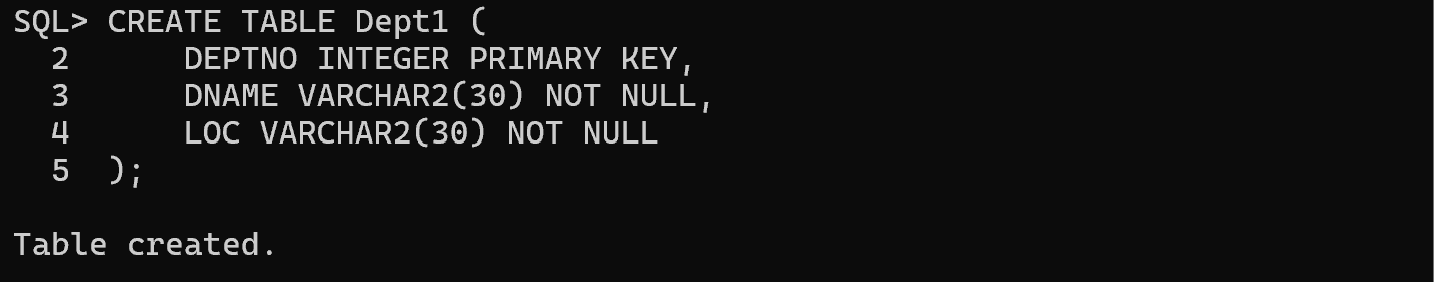 SQL> CREATE TABLE Dept1 (
  2      DEPTNO INTEGER PRIMARY KEY,
  3      DNAME VARCHAR2(30) NOT NULL,
  4      LOC VARCHAR2(30) NOT NULL
  5  );
Table created.